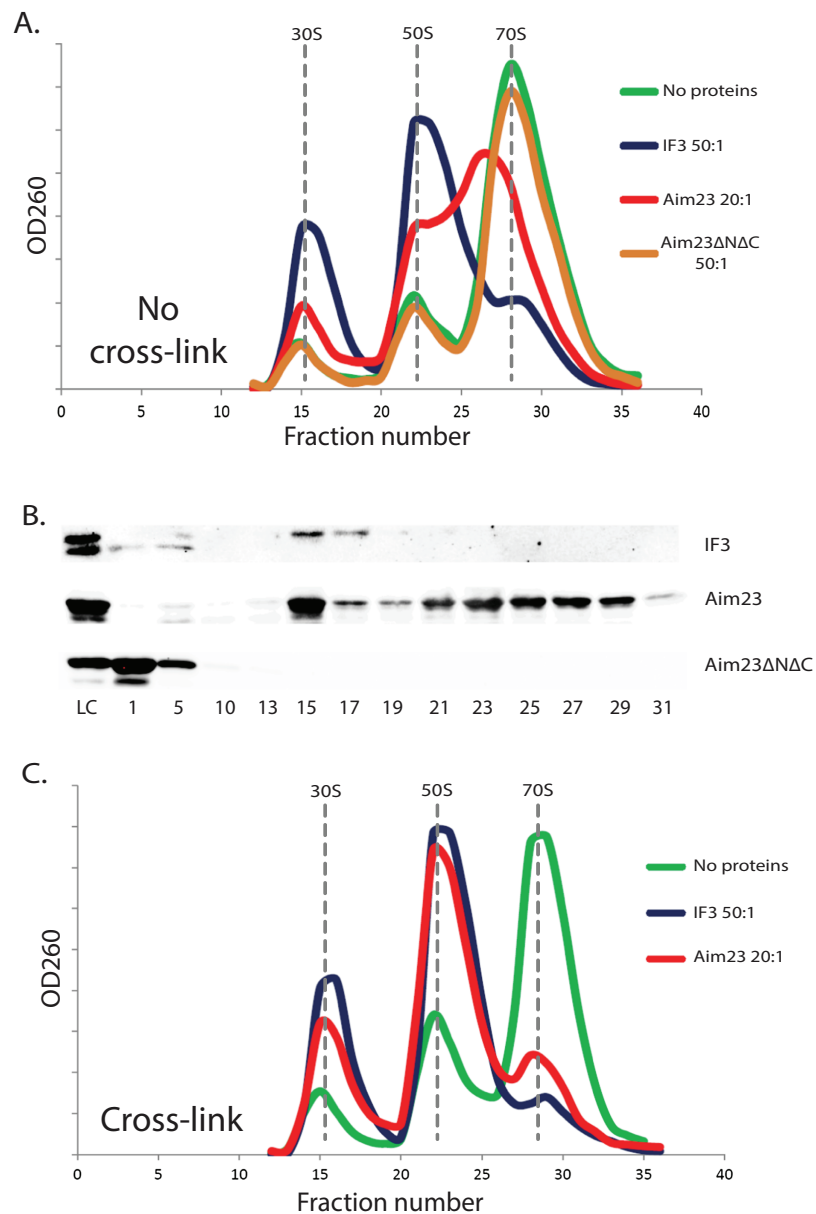 A.
30S 50S 70S
No proteins
IF3 50:1
Aim23 20:1
Aim23ΔNΔC
50:1
OD260
No
cross-link
0 5 10 15 20 25 30 35 40
Fraction number
B.
IF3
Aim23
Aim23ΔNΔC
LC 1 5 10 13 15 17 19 21 23 25 27 29 31
C.
30S 50S 70S
No proteins
IF3 50:1
Aim23 20:1
OD260
Cross-link
0 5 10 15 20 25 30 35 40
Fraction number